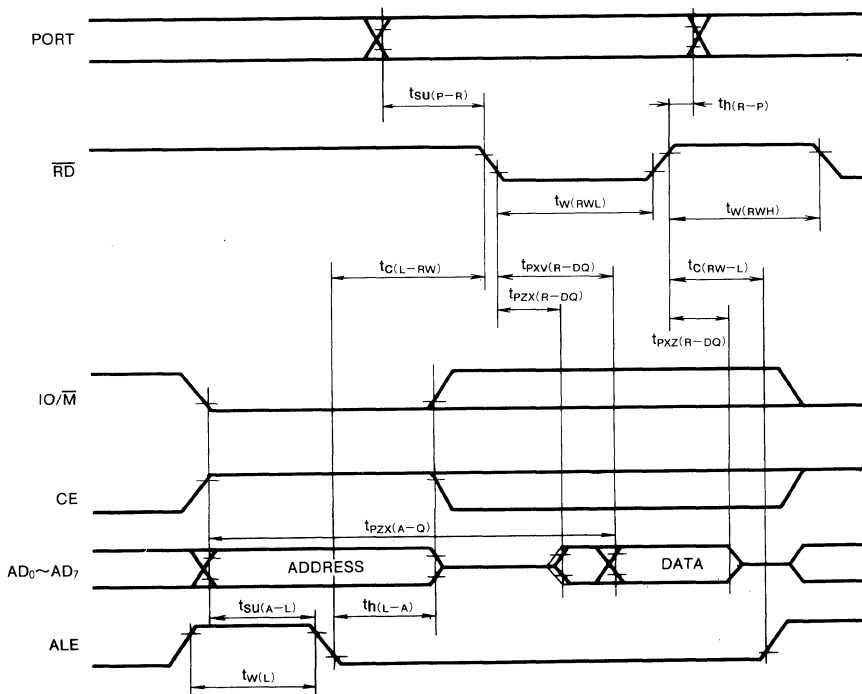 PORT
tsu(P-R)
th(R-P)
RD
tW(RWL)
tW(RWH)
tC(L-RW)
tPXV(R-DQ)
tC(RW-L)
tPZX(R-DQ)
tPXZ(R-DQ)
IO/M
CE
tPZX(A-Q)
AD0~AD7
ADDRESS
DATA
tsu(A-L)
th(L-A)
ALE
tW(L)